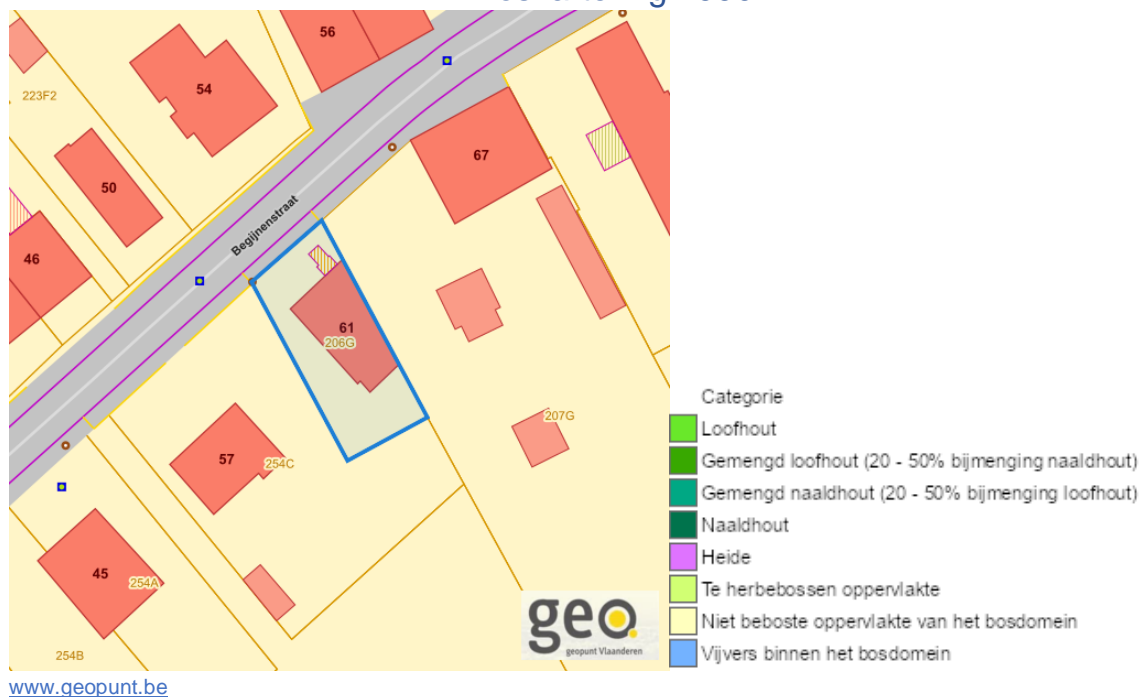 56
54
223F2
67
50
Begijnenstraat
46
61
206G
207G
57
254C
45
254A
254B
geo
geopunt Vlaanderen
Categorie
Loofhout
Gemengd loofhout (20 - 50% bijmenging naaldhout)
Gemengd naaldhout (20 - 50% bijmenging loofhout)
Naaldhout
Heide
Te herbebossen oppervlakte
Niet beboste oppervlakte van het bosdomein
Vijvers binnen het bosdomein
www.geopunt.be